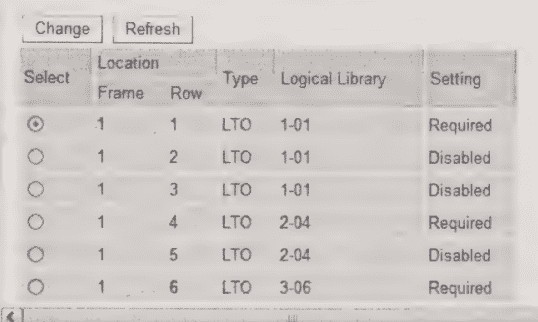 Change Refresh
Location
Select Type Logical Library Setting
Frame Row
1 1 LTO 1-01 Required
1 2 LTO 1-01 Disabled
1 3 LTO 1-01 Disabled
1 4 LTO 2-04 Required
1 5 LTO 2-04 Disabled
1 6 LTO 3-06 Required